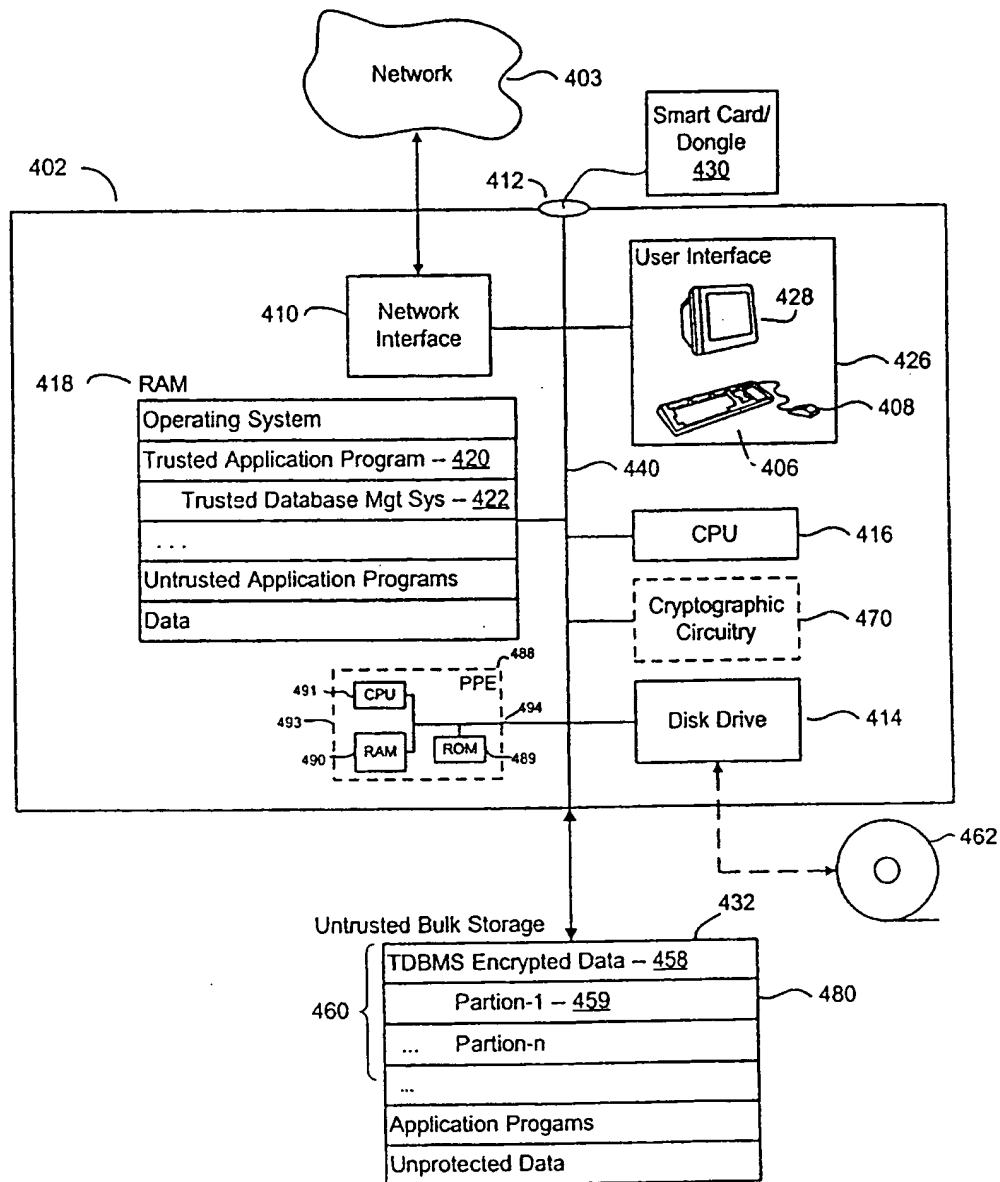 Network
403
Smart Card/
Dongle
430
402
412
User Interface
428
410
Network
Interface
426
418
RAM
408
Operating System
Trusted Application Program – 420
440
406
Trusted Database Mgt Sys – 422
...
CPU
416
Untrusted Application Programs
Data
Cryptographic
Circuitry
470
488
PPE
491
CPU
494
493
Disk Drive
414
490
RAM
ROM
489
462
Untrusted Bulk Storage
432
TDBMS Encrypted Data – 458
460
Partion-1 – 459
480
... Partion-n
...
Application Progams
Unprotected Data